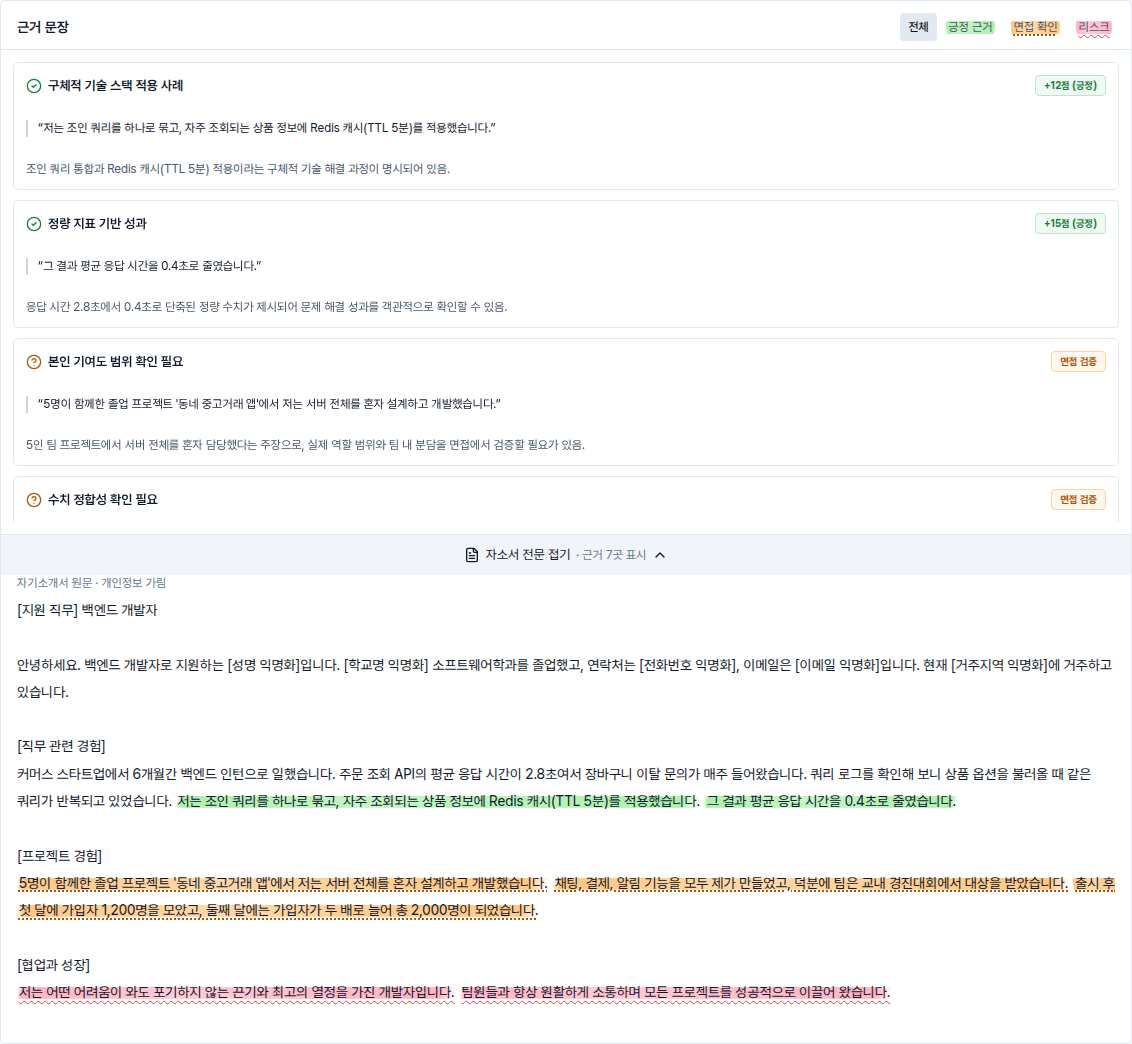 근거 문장
전체 긍정 근거 면접 확인 리스크
구체적 기술 스택 적용 사례
+12점 (긍정)
“저는 조인 쿼리를 하나로 묶고, 자주 조회되는 상품 정보에 Redis 캐시(TTL 5분)를 적용했습니다.”
조인 쿼리 통합과 Redis 캐시(TTL 5분) 적용이라는 구체적 기술 해결 과정이 명시되어 있음.
정량 지표 기반 성과
+15점 (긍정)
“그 결과 평균 응답 시간을 0.4초로 줄였습니다.”
응답 시간 2.8초에서 0.4초로 단축된 정량 수치가 제시되어 문제 해결 성과를 객관적으로 확인할 수 있음.
본인 기여도 범위 확인 필요
면접 검증
“5명이 함께한 졸업 프로젝트 '동네 중고거래 앱'에서 저는 서버 전체를 혼자 설계하고 개발했습니다.”
5인 팀 프로젝트에서 서버 전체를 혼자 담당했다는 주장으로, 실제 역할 범위와 팀 내 분담을 면접에서 검증할 필요가 있음.
수치 정합성 확인 필요
면접 검증
자소서 전문 접기 · 근거 7곳 표시
자기소개서 원문 · 개인정보 가림
[지원 직무] 백엔드 개발자
안녕하세요. 백엔드 개발자로 지원하는 [성명 익명화]입니다. [학교명 익명화] 소프트웨어학과를 졸업했고, 연락처는 [전화번호 익명화], 이메일은 [이메일 익명화]입니다. 현재 [거주지역 익명화]에 거주하고
있습니다.
[직무 관련 경험]
커머스 스타트업에서 6개월간 백엔드 인턴으로 일했습니다. 주문 조회 API의 평균 응답 시간이 2.8초여서 장바구니 이탈 문의가 매주 들어왔습니다. 쿼리 로그를 확인해 보니 상품 옵션을 불러올 때 같은
쿼리가 반복되고 있었습니다. 저는 조인 쿼리를 하나로 묶고, 자주 조회되는 상품 정보에 Redis 캐시(TTL 5분)를 적용했습니다. 그 결과 평균 응답 시간을 0.4초로 줄였습니다.
[프로젝트 경험]
5명이 함께한 졸업 프로젝트 '동네 중고거래 앱'에서 저는 서버 전체를 혼자 설계하고 개발했습니다. 채팅, 결제, 알림 기능을 모두 제가 만들었고, 덕분에 팀은 교내 경진대회에서 대상을 받았습니다. 출시 후
첫 달에 가입자 1,200명을 모았고, 둘째 달에는 가입자가 두 배로 늘어 총 2,000명이 되었습니다.
[협업과 성장]
저는 어떤 어려움이 와도 포기하지 않는 끈기와 최고의 열정을 가진 개발자입니다. 팀원들과 항상 원활하게 소통하며 모든 프로젝트를 성공적으로 이끌어 왔습니다.